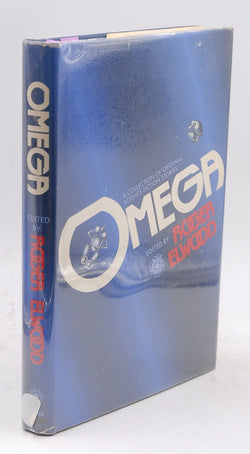 OMEGA
EDITED
BY
ROGER
ELWOOD
A COLLECTION OF ORIGINAL
SCIENCE FICTION STORIES
OMEGA
EDITED BY
ROGER
ELWOOD